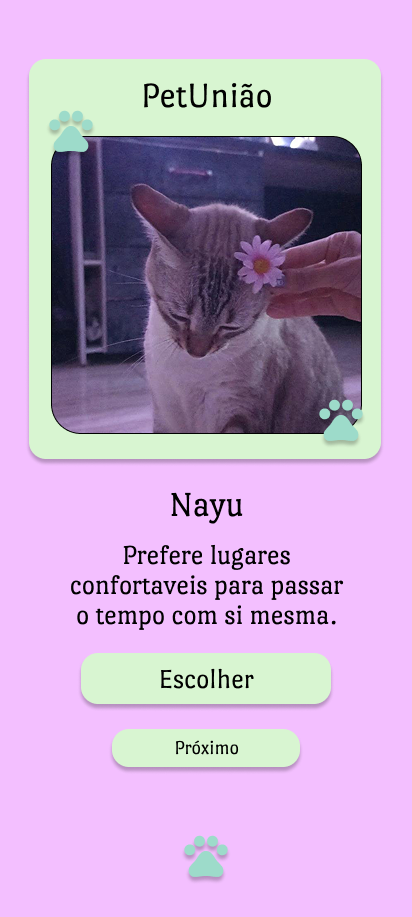 PetUnião
Nayu
Prefere lugares
confortaveis para passar
o tempo com si mesma.
Escolher
Próximo